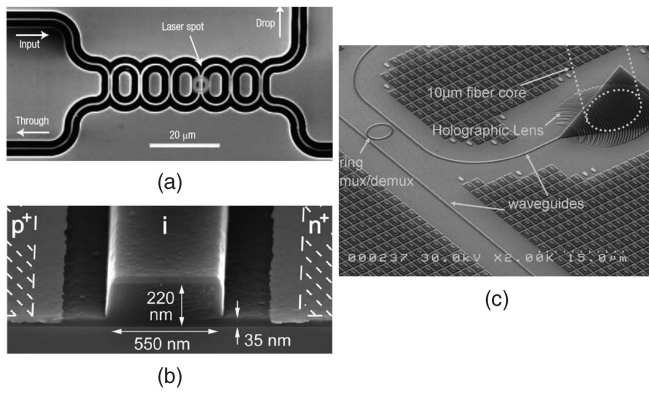 Drop
Laser spot
Input
Through
20 μm
(a)
p+
i
n+
220
nm
550 nm
35 nm
(b)
10μm fiber core
Holographic Lens
ring
mux/demux
waveguides
000237 30.0kV X2.00K 15.0μm
(c)